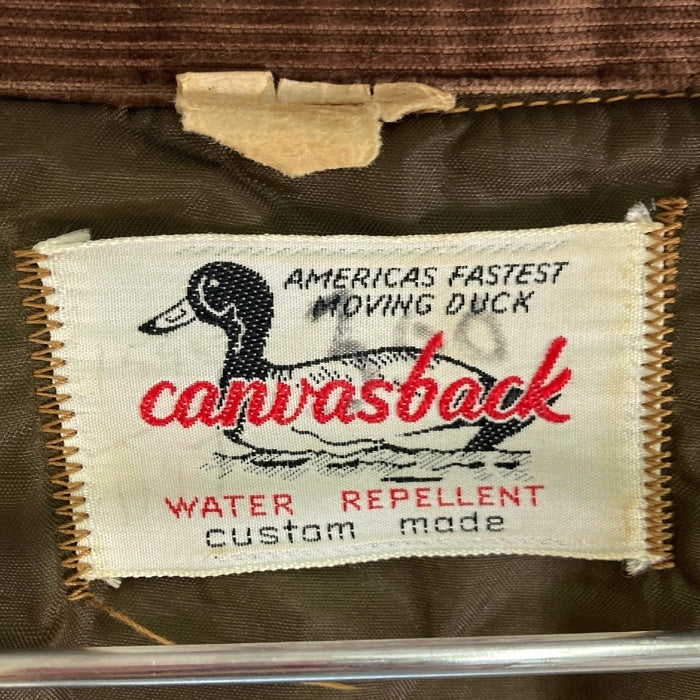 AMERICAS FASTEST
MOVING DUCK
canvasback
WATER REPELLENT
custom made